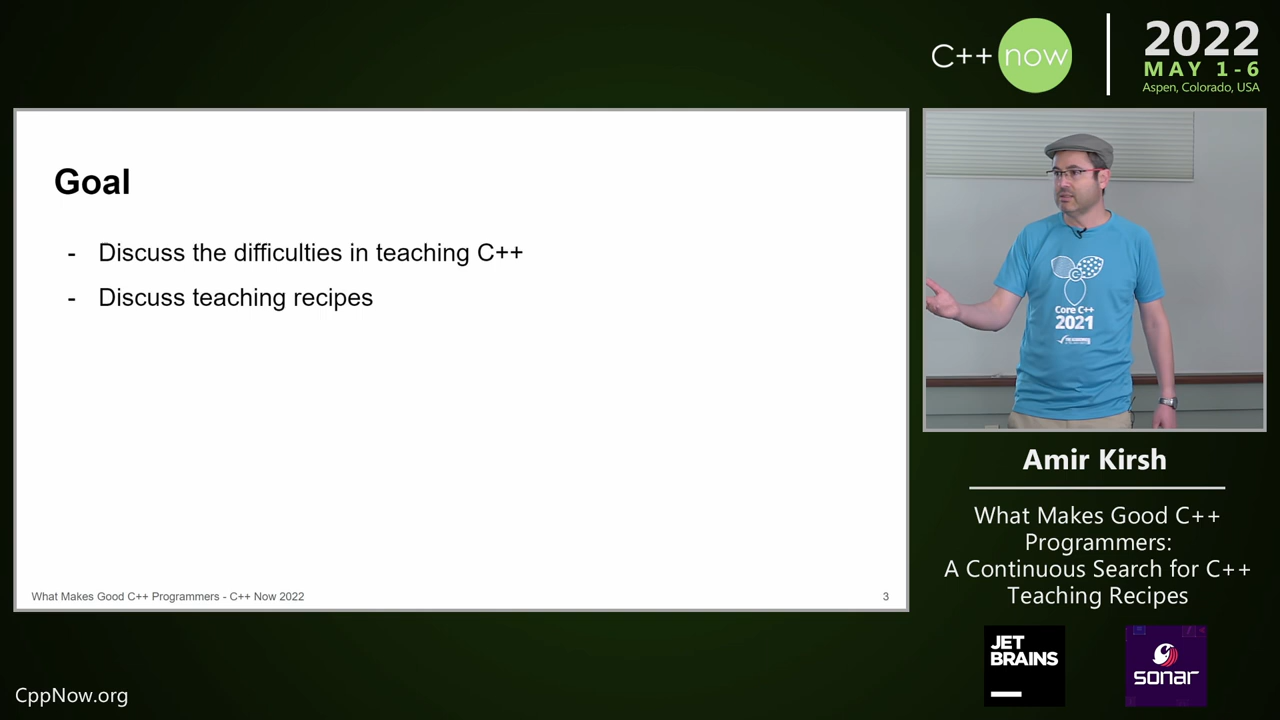 C++ now
2022
MAY 1-6
Aspen, Colorado, USA
Goal
- Discuss the difficulties in teaching C++
- Discuss teaching recipes
What Makes Good C++ Programmers - C++ Now 2022
3
C
Core C++
2021
Amir Kirsh
What Makes Good C++
Programmers:
A Continuous Search for C++
Teaching Recipes
JET
BRAINS
sonar
CppNow.org